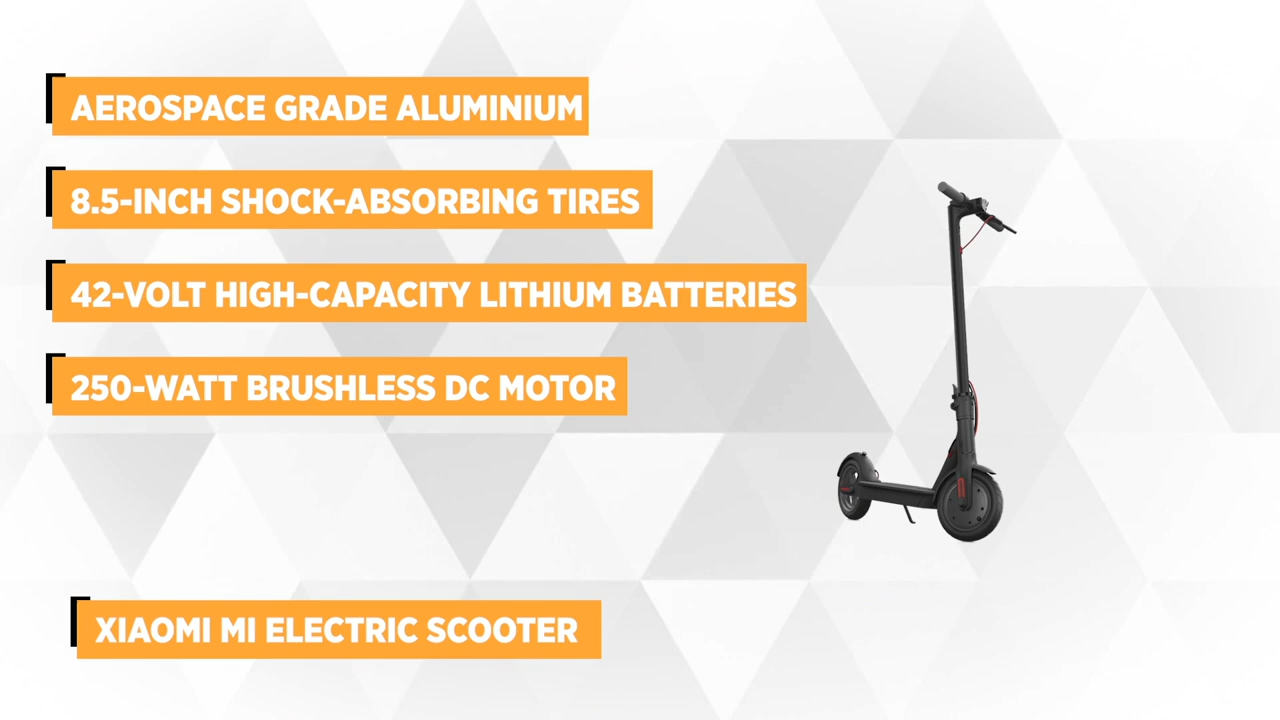 AEROSPACE GRADE ALUMINIUM
8.5-INCH SHOCK-ABSORBING TIRES
42-VOLT HIGH-CAPACITY LITHIUM BATTERIES
250-WATT BRUSHLESS DC MOTOR
XIAOMI MI ELECTRIC SCOOTER